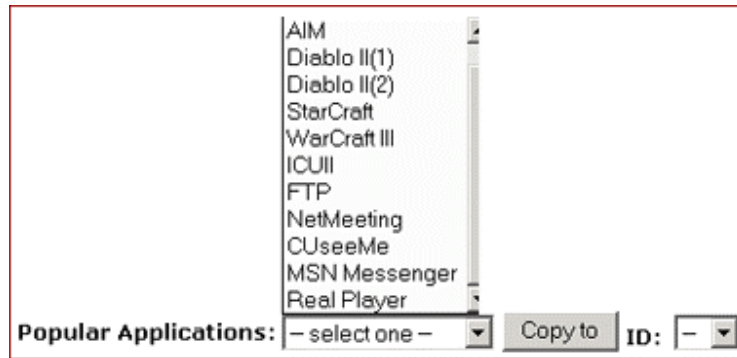 AIM
Diablo II(1)
Diablo II(2)
StarCraft
WarCraft III
ICUII
FTP
NetMeeting
CUseeMe
MSN Messenger
Real Player
Popular Applications: -- select one -- Copy to ID: --